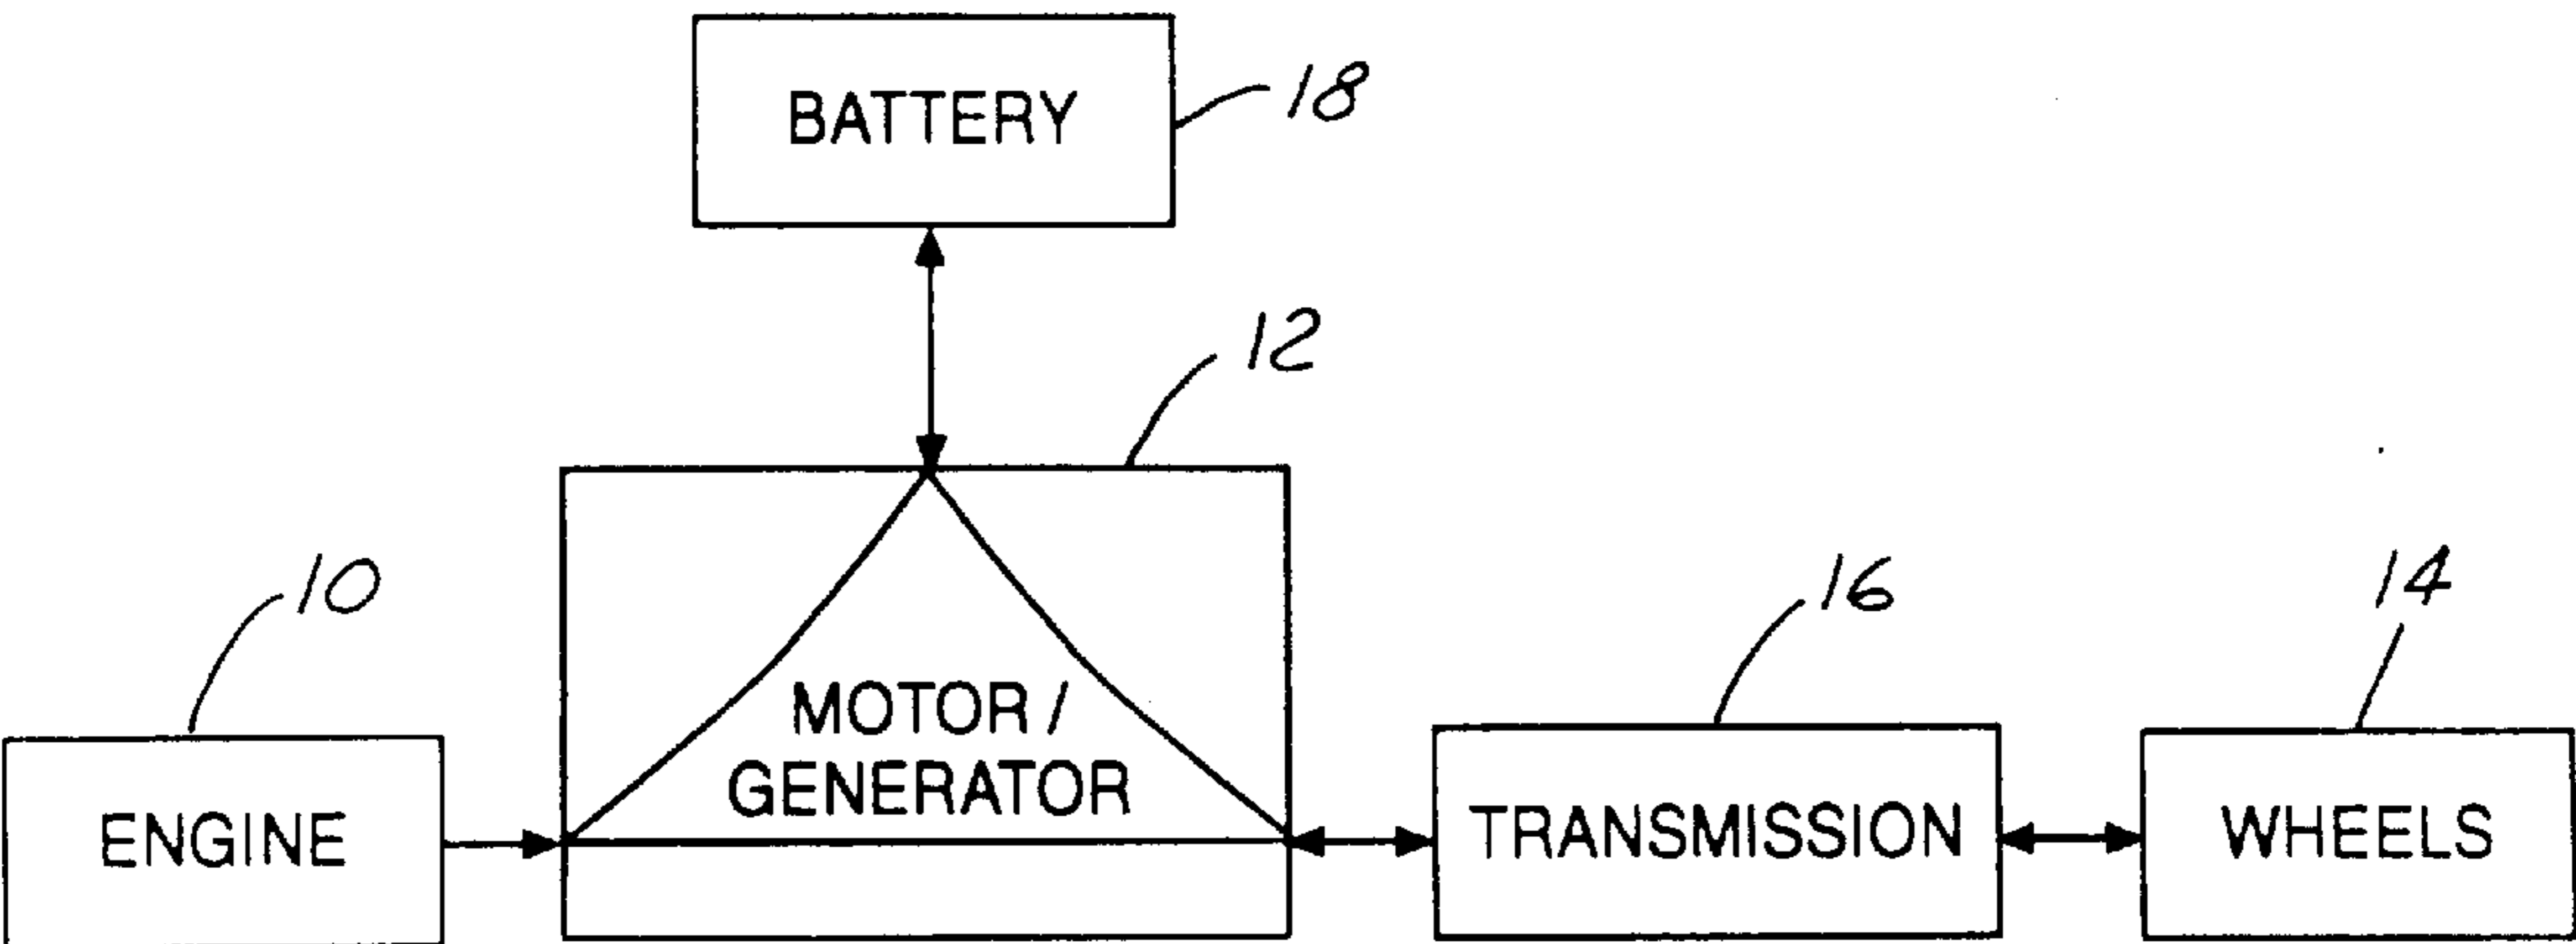 BATTERY
18
12
10
16
14
MOTOR /
GENERATOR
ENGINE
TRANSMISSION
WHEELS